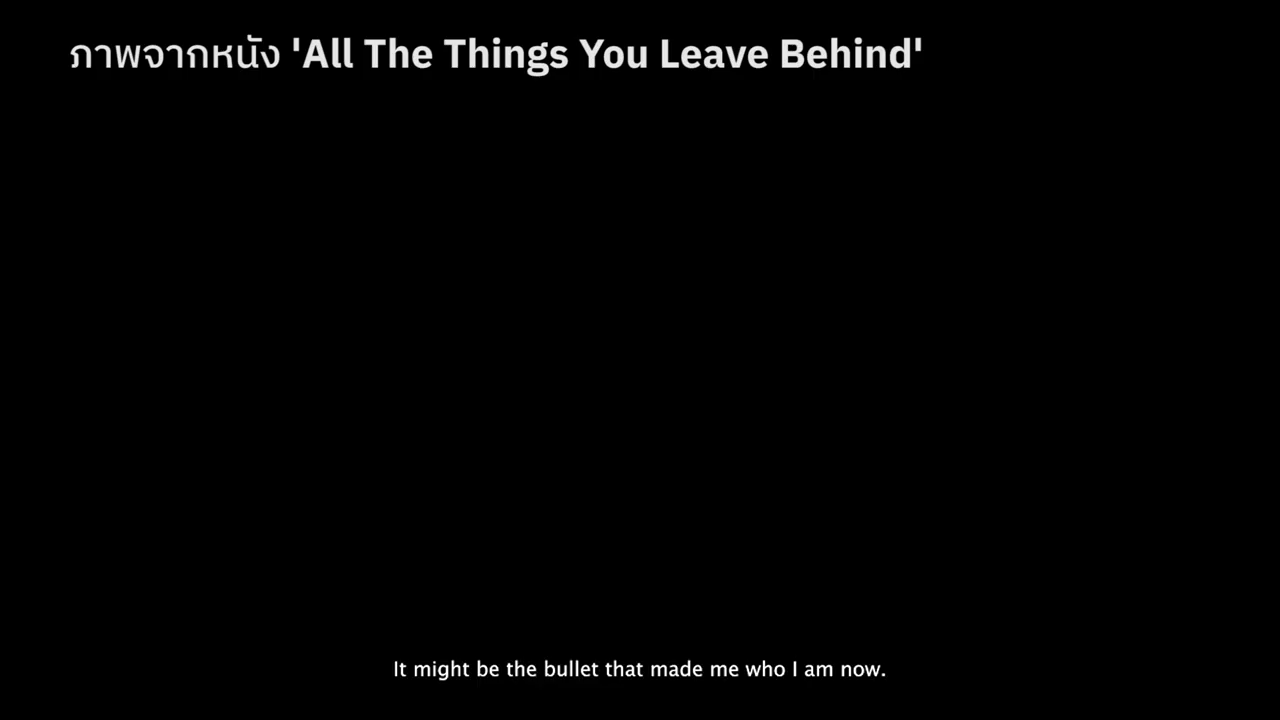 ภาพจากหนัง 'All The Things You Leave Behind'
It might be the bullet that made me who I am now.